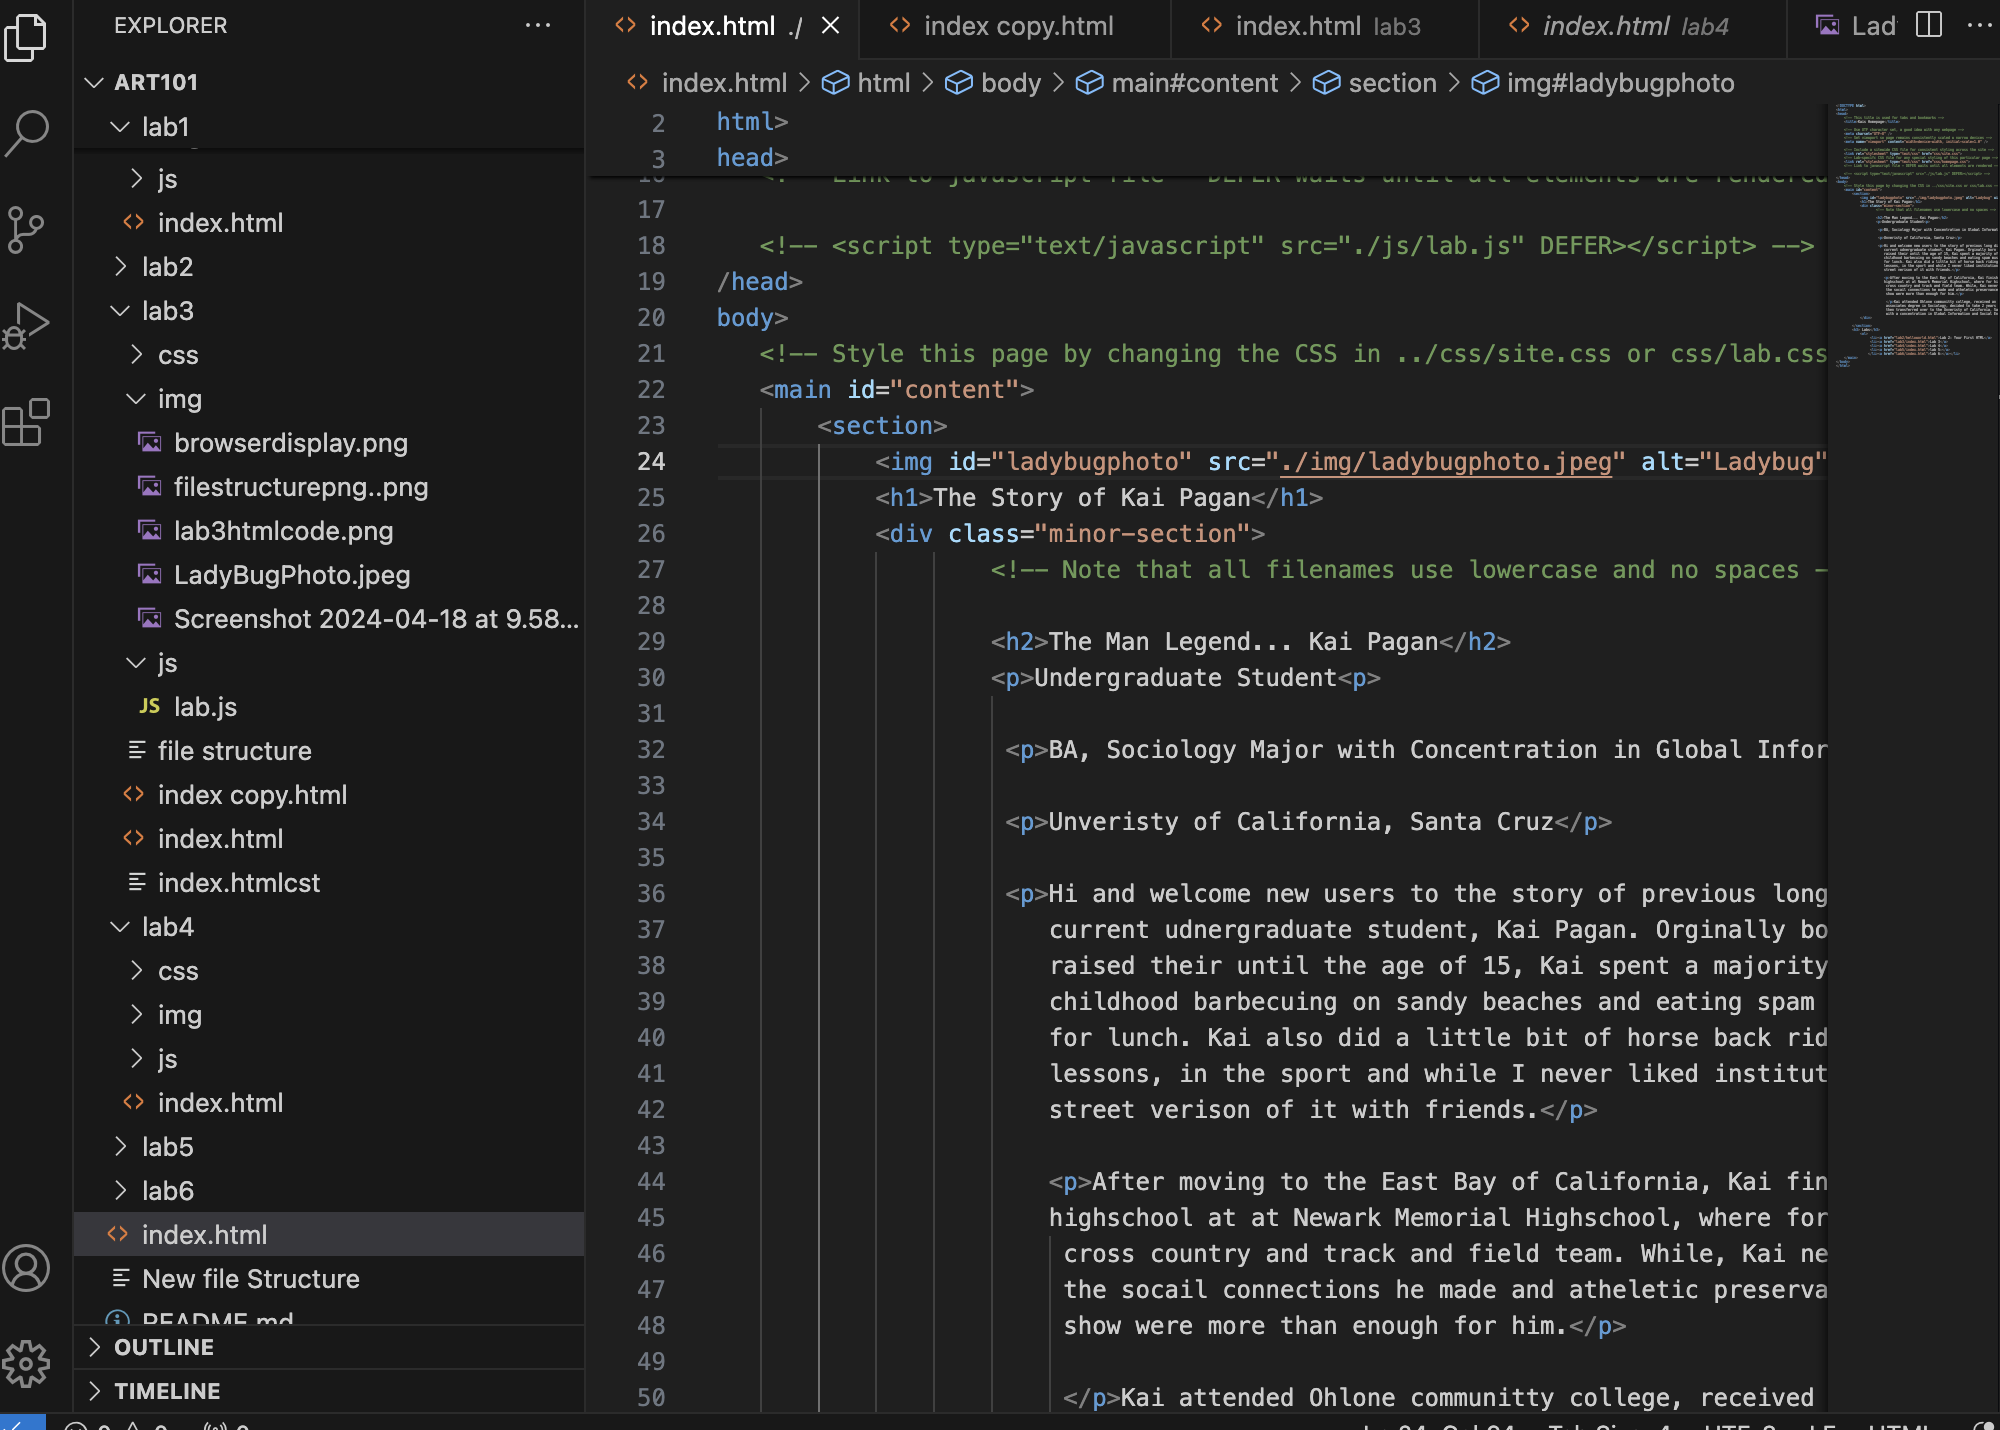 EXPLORER
ART101
lab1
js
index.html
lab2
lab3
css
img
browserdisplay.png
filestructurepng..png
lab3htmlcode.png
LadyBugPhoto.jpeg
Screenshot 2024-04-18 at 9.58...
js
JS lab.js
file structure
index copy.html
index.html
index.htmlcst
lab4
css
img
js
index.html
lab5
lab6
index.html
New file Structure
README.md
OUTLINE
TIMELINE
index.html ./
index copy.html
index.html lab3
index.html lab4
Lad
index.html > html > body > main#content > section > img#ladybugphoto
2 html>
3 head>
17
18 <!-- <script type="text/javascript" src="./js/lab.js" DEFER></script> -->
19 /head>
20 body>
21 <!-- Style this page by changing the CSS in ../css/site.css or css/lab.css
22 <main id="content">
23 <section>
24 <img id="ladybugphoto" src="./img/ladybugphoto.jpeg" alt="Ladybug"
25 <h1>The Story of Kai Pagan</h1>
26 <div class="minor-section">
27 <!-- Note that all filenames use lowercase and no spaces -
28
29 <h2>The Man Legend... Kai Pagan</h2>
30 <p>Undergraduate Student<p>
31
32 <p>BA, Sociology Major with Concentration in Global Infor
33
34 <p>Unveristy of California, Santa Cruz</p>
35
36 <p>Hi and welcome new users to the story of previous long
37 current udnergraduate student, Kai Pagan. Orginally bo
38 raised their until the age of 15, Kai spent a majority
39 childhood barbecuing on sandy beaches and eating spam
40 for lunch. Kai also did a little bit of horse back rid
41 lessons, in the sport and while I never liked institut
42 street verison of it with friends.</p>
43
44 <p>After moving to the East Bay of California, Kai fin
45 highschool at at Newark Memorial Highschool, where for
46 cross country and track and field team. While, Kai ne
47 the socail connections he made and atheletic preserva
48 show were more than enough for him.</p>
49
50 </p>Kai attended Ohlone communitty college, received